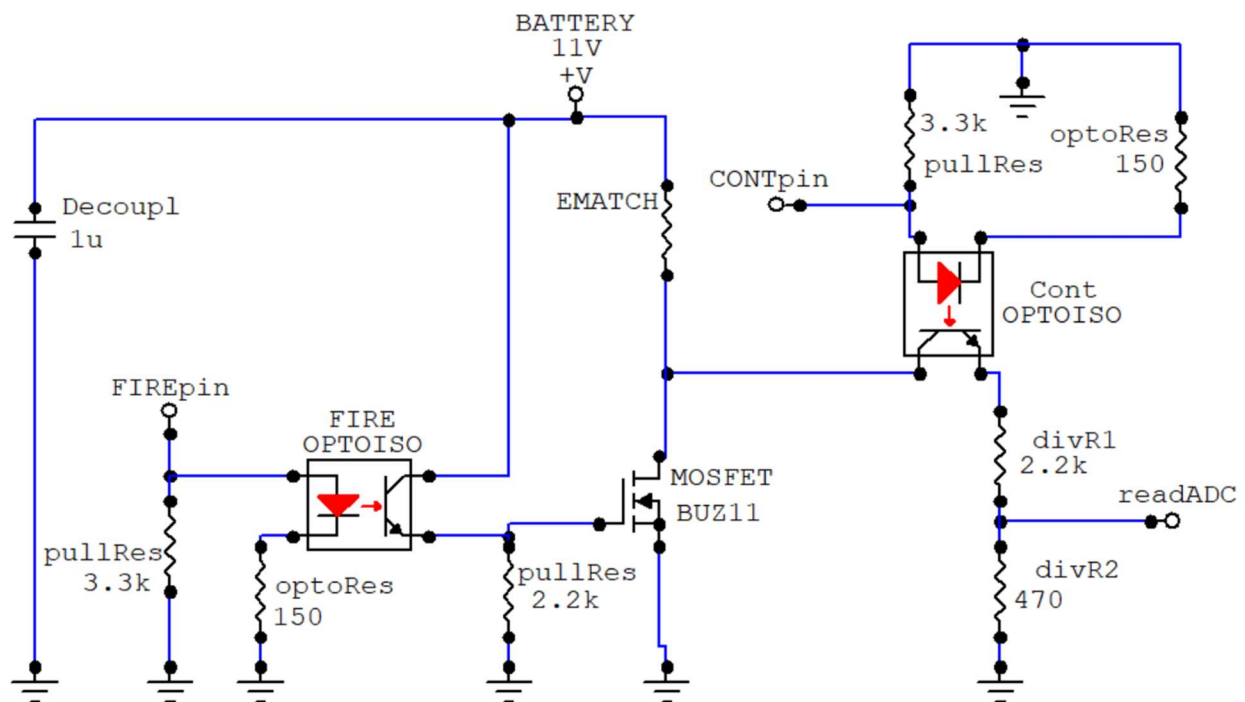 BATTERY
11V
+V
3.3k
pullRes
optoRes
150
CONTpin
EMATCH
Decoupl
1u
Cont
OPTOISO
FIREpin
FIRE
OPTOISO
MOSFET
BUZ11
divR1
2.2k
readADC
pullRes
3.3k
optoRes
150
pullRes
2.2k
divR2
470